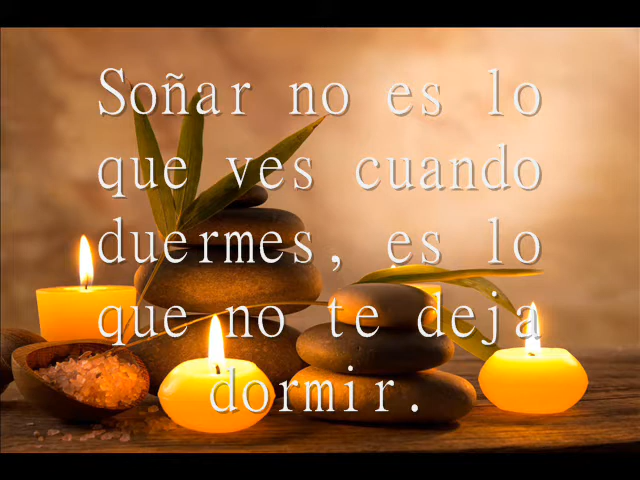 Soñar no es lo
que ves cuando
duermes, es lo
que no te deja
dormir.